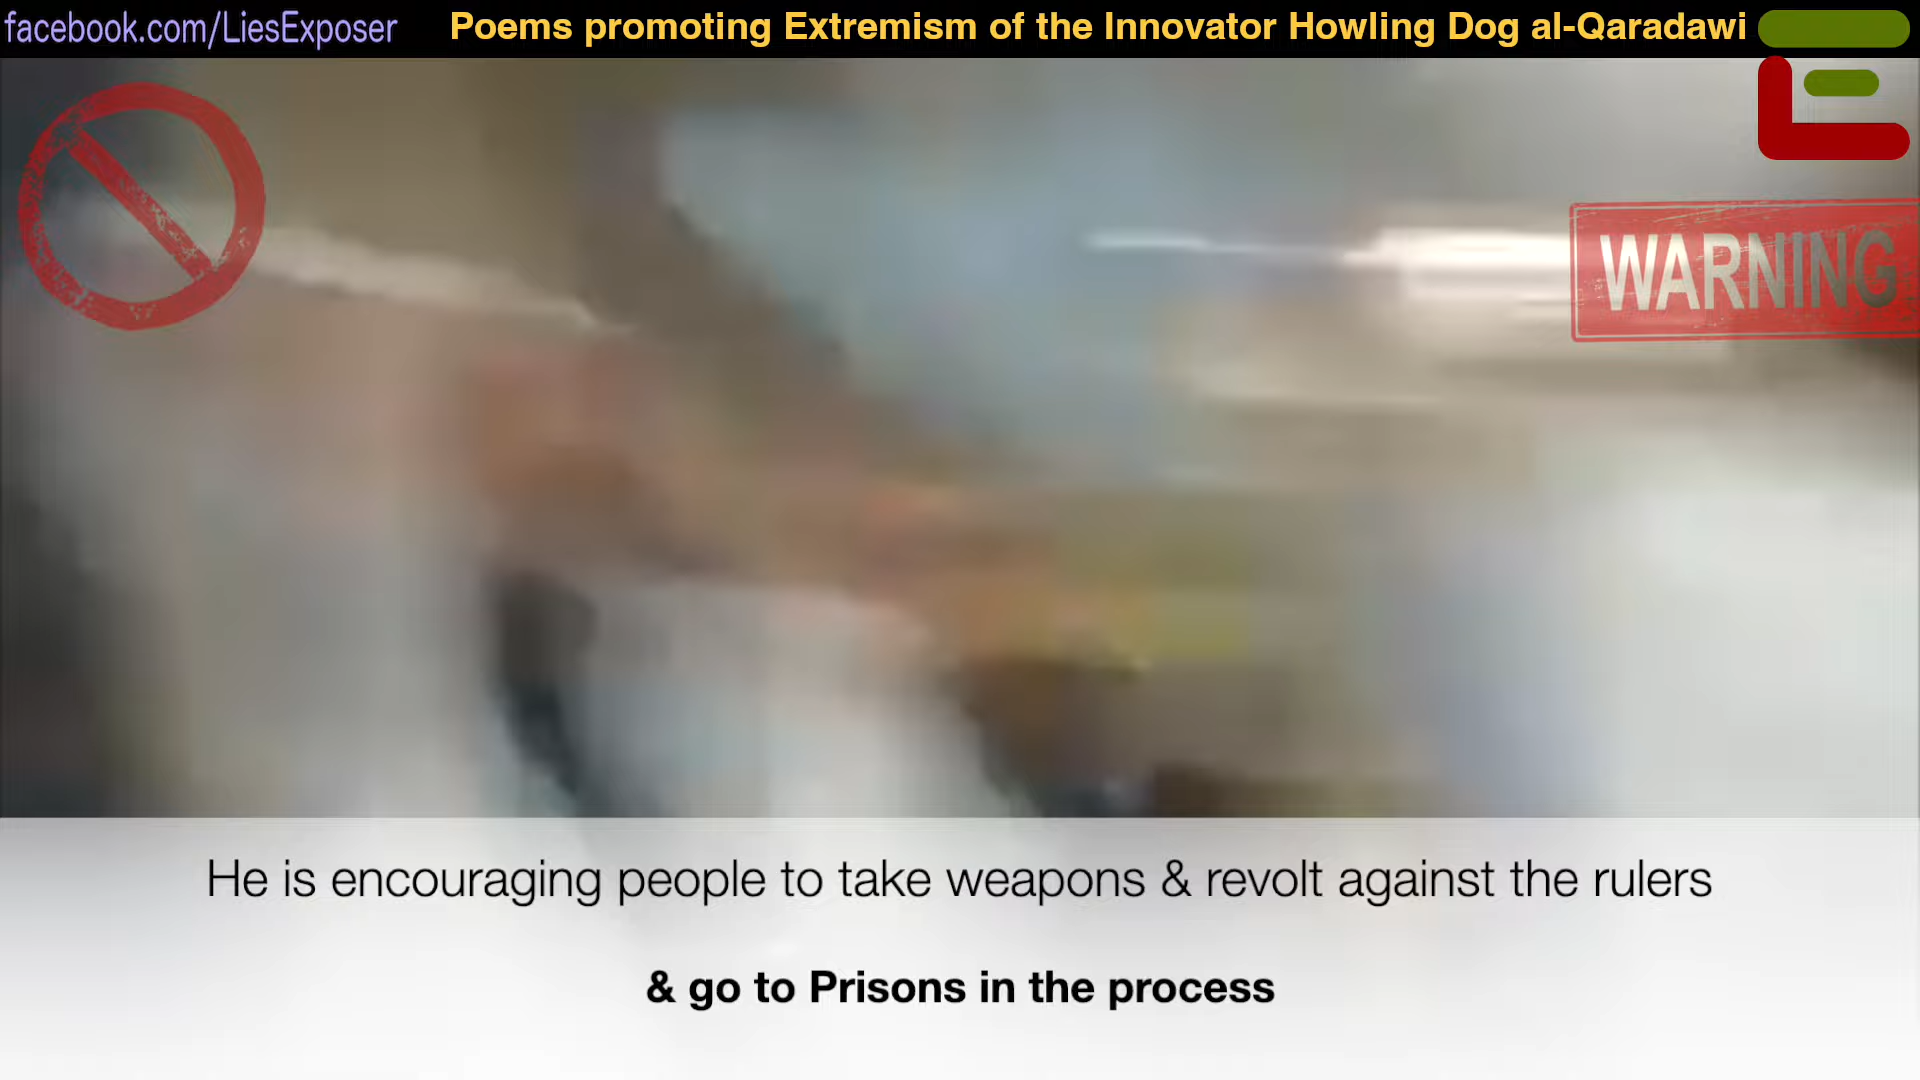 facebook.com/LiesExposer
Poems promoting Extremism of the Innovator Howling Dog al-Qaradawi
WARNING
He is encouraging people to take weapons & revolt against the rulers
& go to Prisons in the process